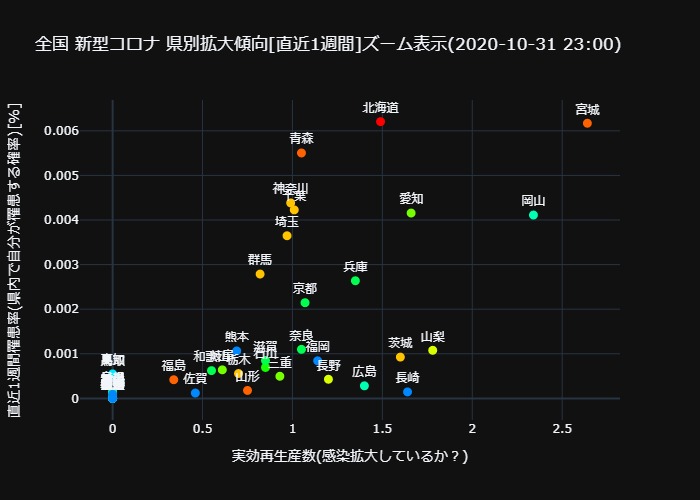 全国 新型コロナ 県別拡大傾向[直近1週間]ズーム表示(2020-10-31 23:00)
北海道
宮城
0.006
青森
0.005
神奈川
千葉
愛知
岡山
0.004
埼玉
群馬
兵庫
0.003
京都
0.002
熊本
奈良
滋賀
石川
福岡
茨城
山梨
0.001
福島
栃木
三重
長野
広島
佐賀
山形
長崎
0
0
0.5
1
1.5
2
2.5
実効再生産数(感染拡大しているか？)
直近1週間罹患率(県内で自分が罹患する確率)[%]